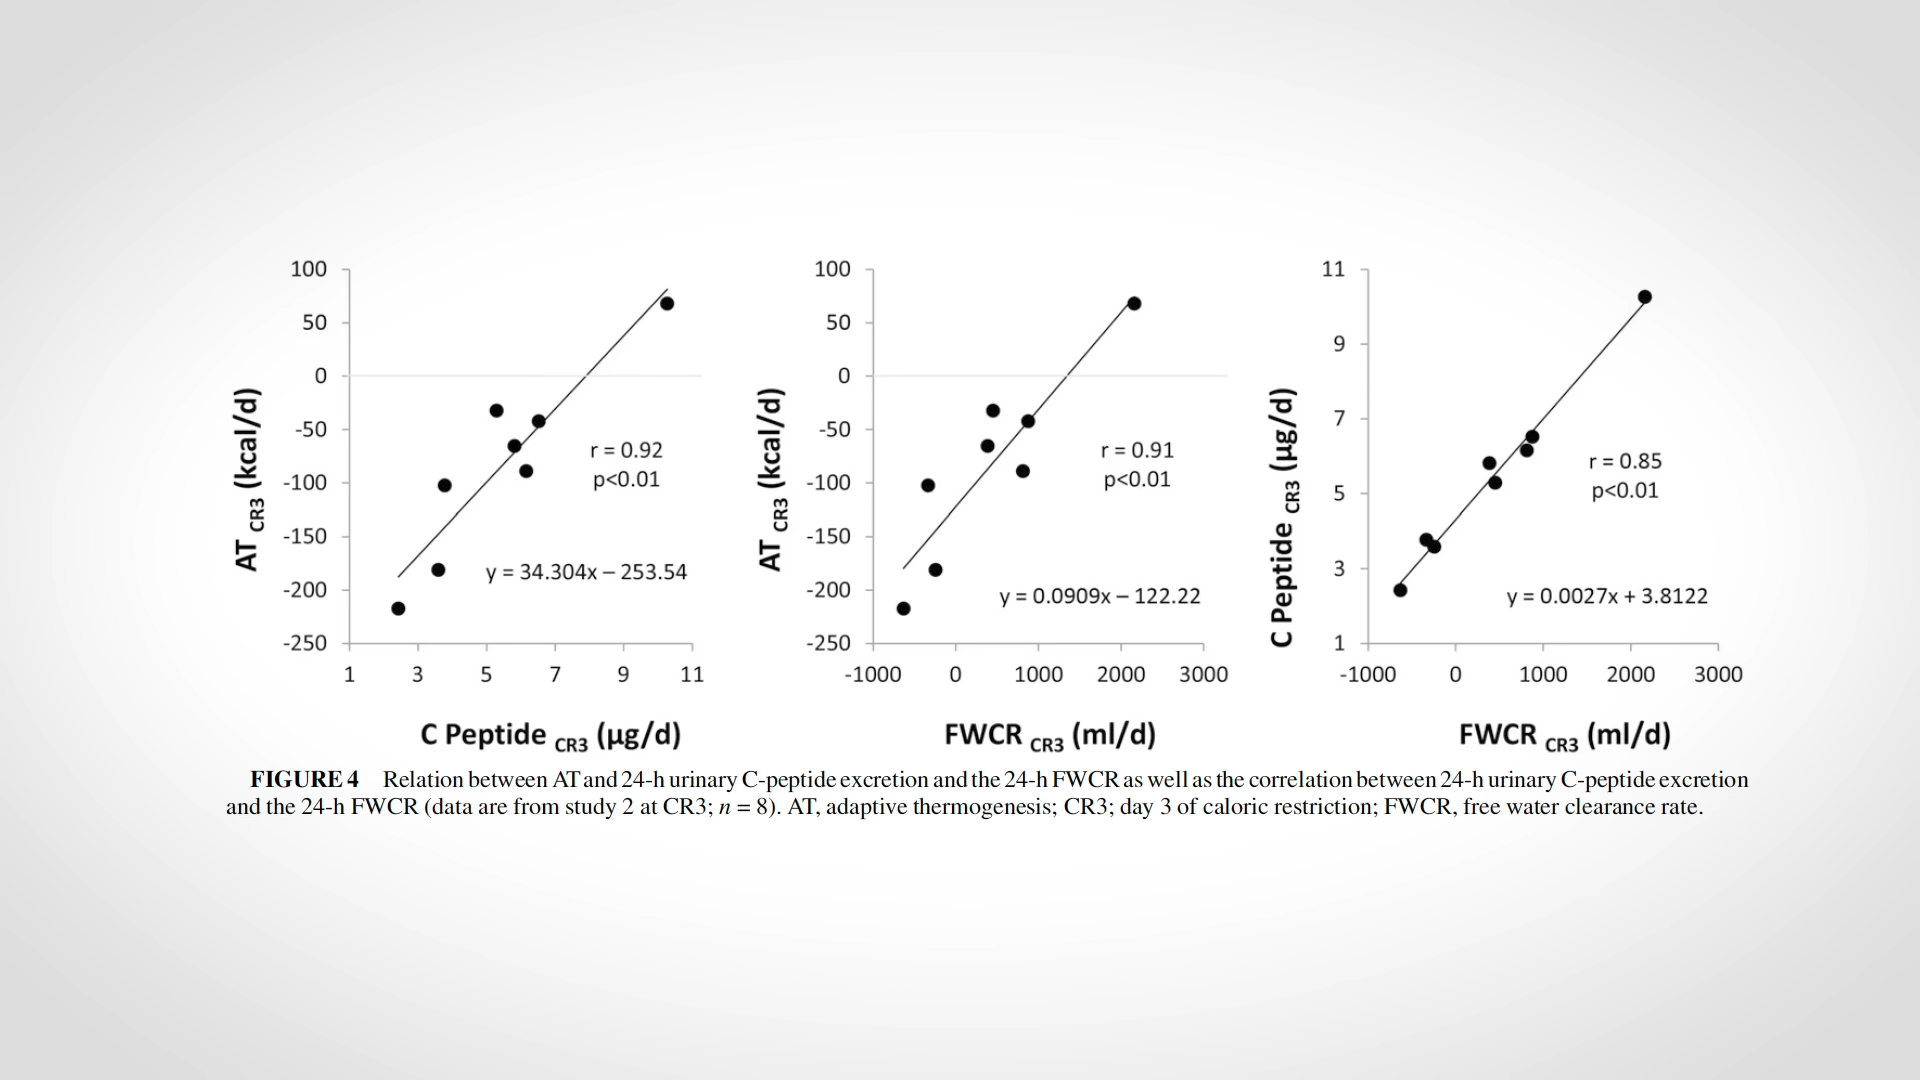 100
50
0
-50
-100
-150
-200
-250
1 3 5 7 9 11
AT CR3 (kcal/d)
r = 0.92
p<0.01
y = 34.304x – 253.54
C Peptide CR3 (µg/d)
100
50
0
-50
-100
-150
-200
-250
-1000 0 1000 2000 3000
AT CR3 (kcal/d)
r = 0.91
p<0.01
y = 0.0909x – 122.22
FWCR CR3 (ml/d)
11
9
7
5
3
1
-1000 0 1000 2000 3000
C Peptide CR3 (µg/d)
r = 0.85
p<0.01
y = 0.0027x + 3.8122
FWCR CR3 (ml/d)
FIGURE 4 Relation between AT and 24-h urinary C-peptide excretion and the 24-h FWCR as well as the correlation between 24-h urinary C-peptide excretion
and the 24-h FWCR (data are from study 2 at CR3; n = 8). AT, adaptive thermogenesis; CR3; day 3 of caloric restriction; FWCR, free water clearance rate.